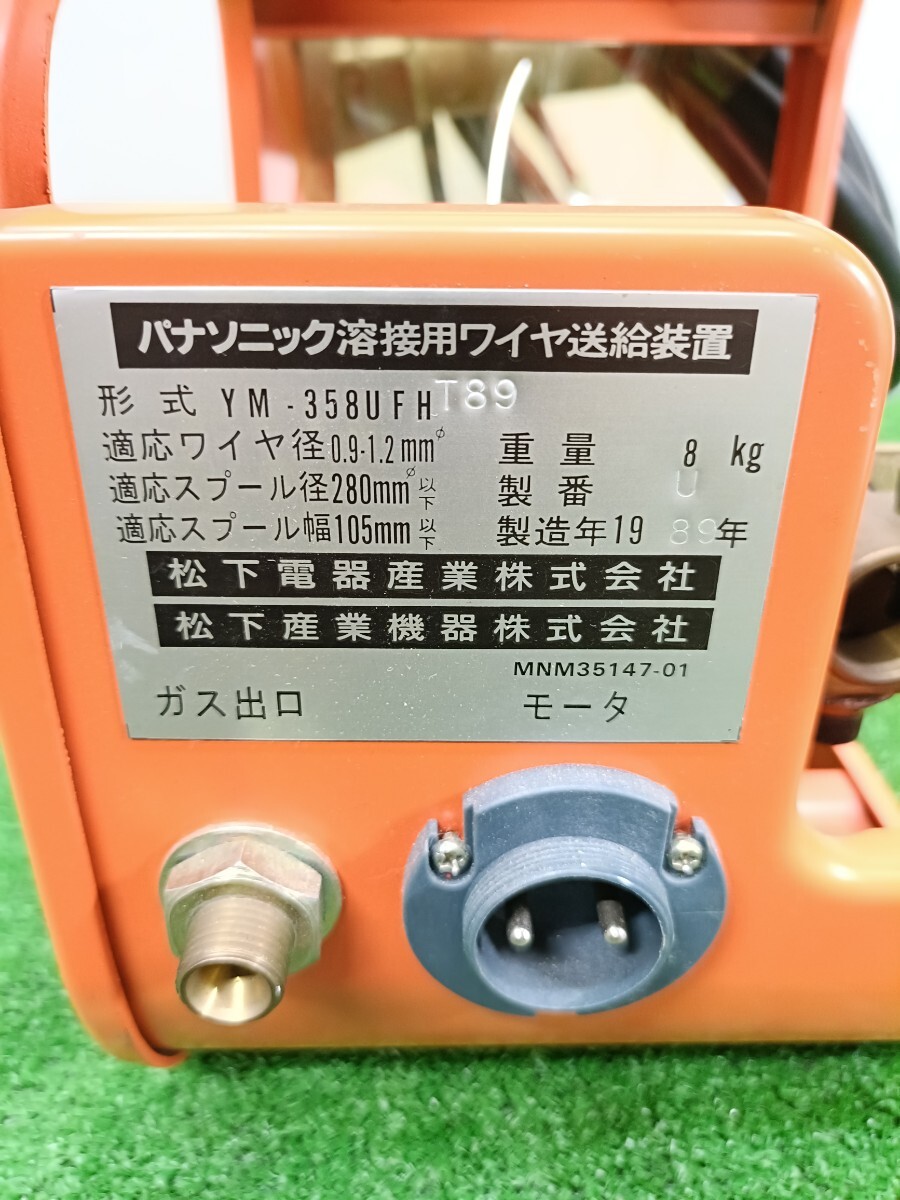 パナソニック溶接用ワイヤ送給装置
形式 YM-358UFHT89
適応ワイヤ径0.9-1.2mmφ 重量 8 kg
適応スプール径280mmφ以下 製番 U
適応スプール幅105mm以下 製造年1989年
松下電器産業株式会社
松下産業機器株式会社
MNM35147-01
ガス出口 モータ